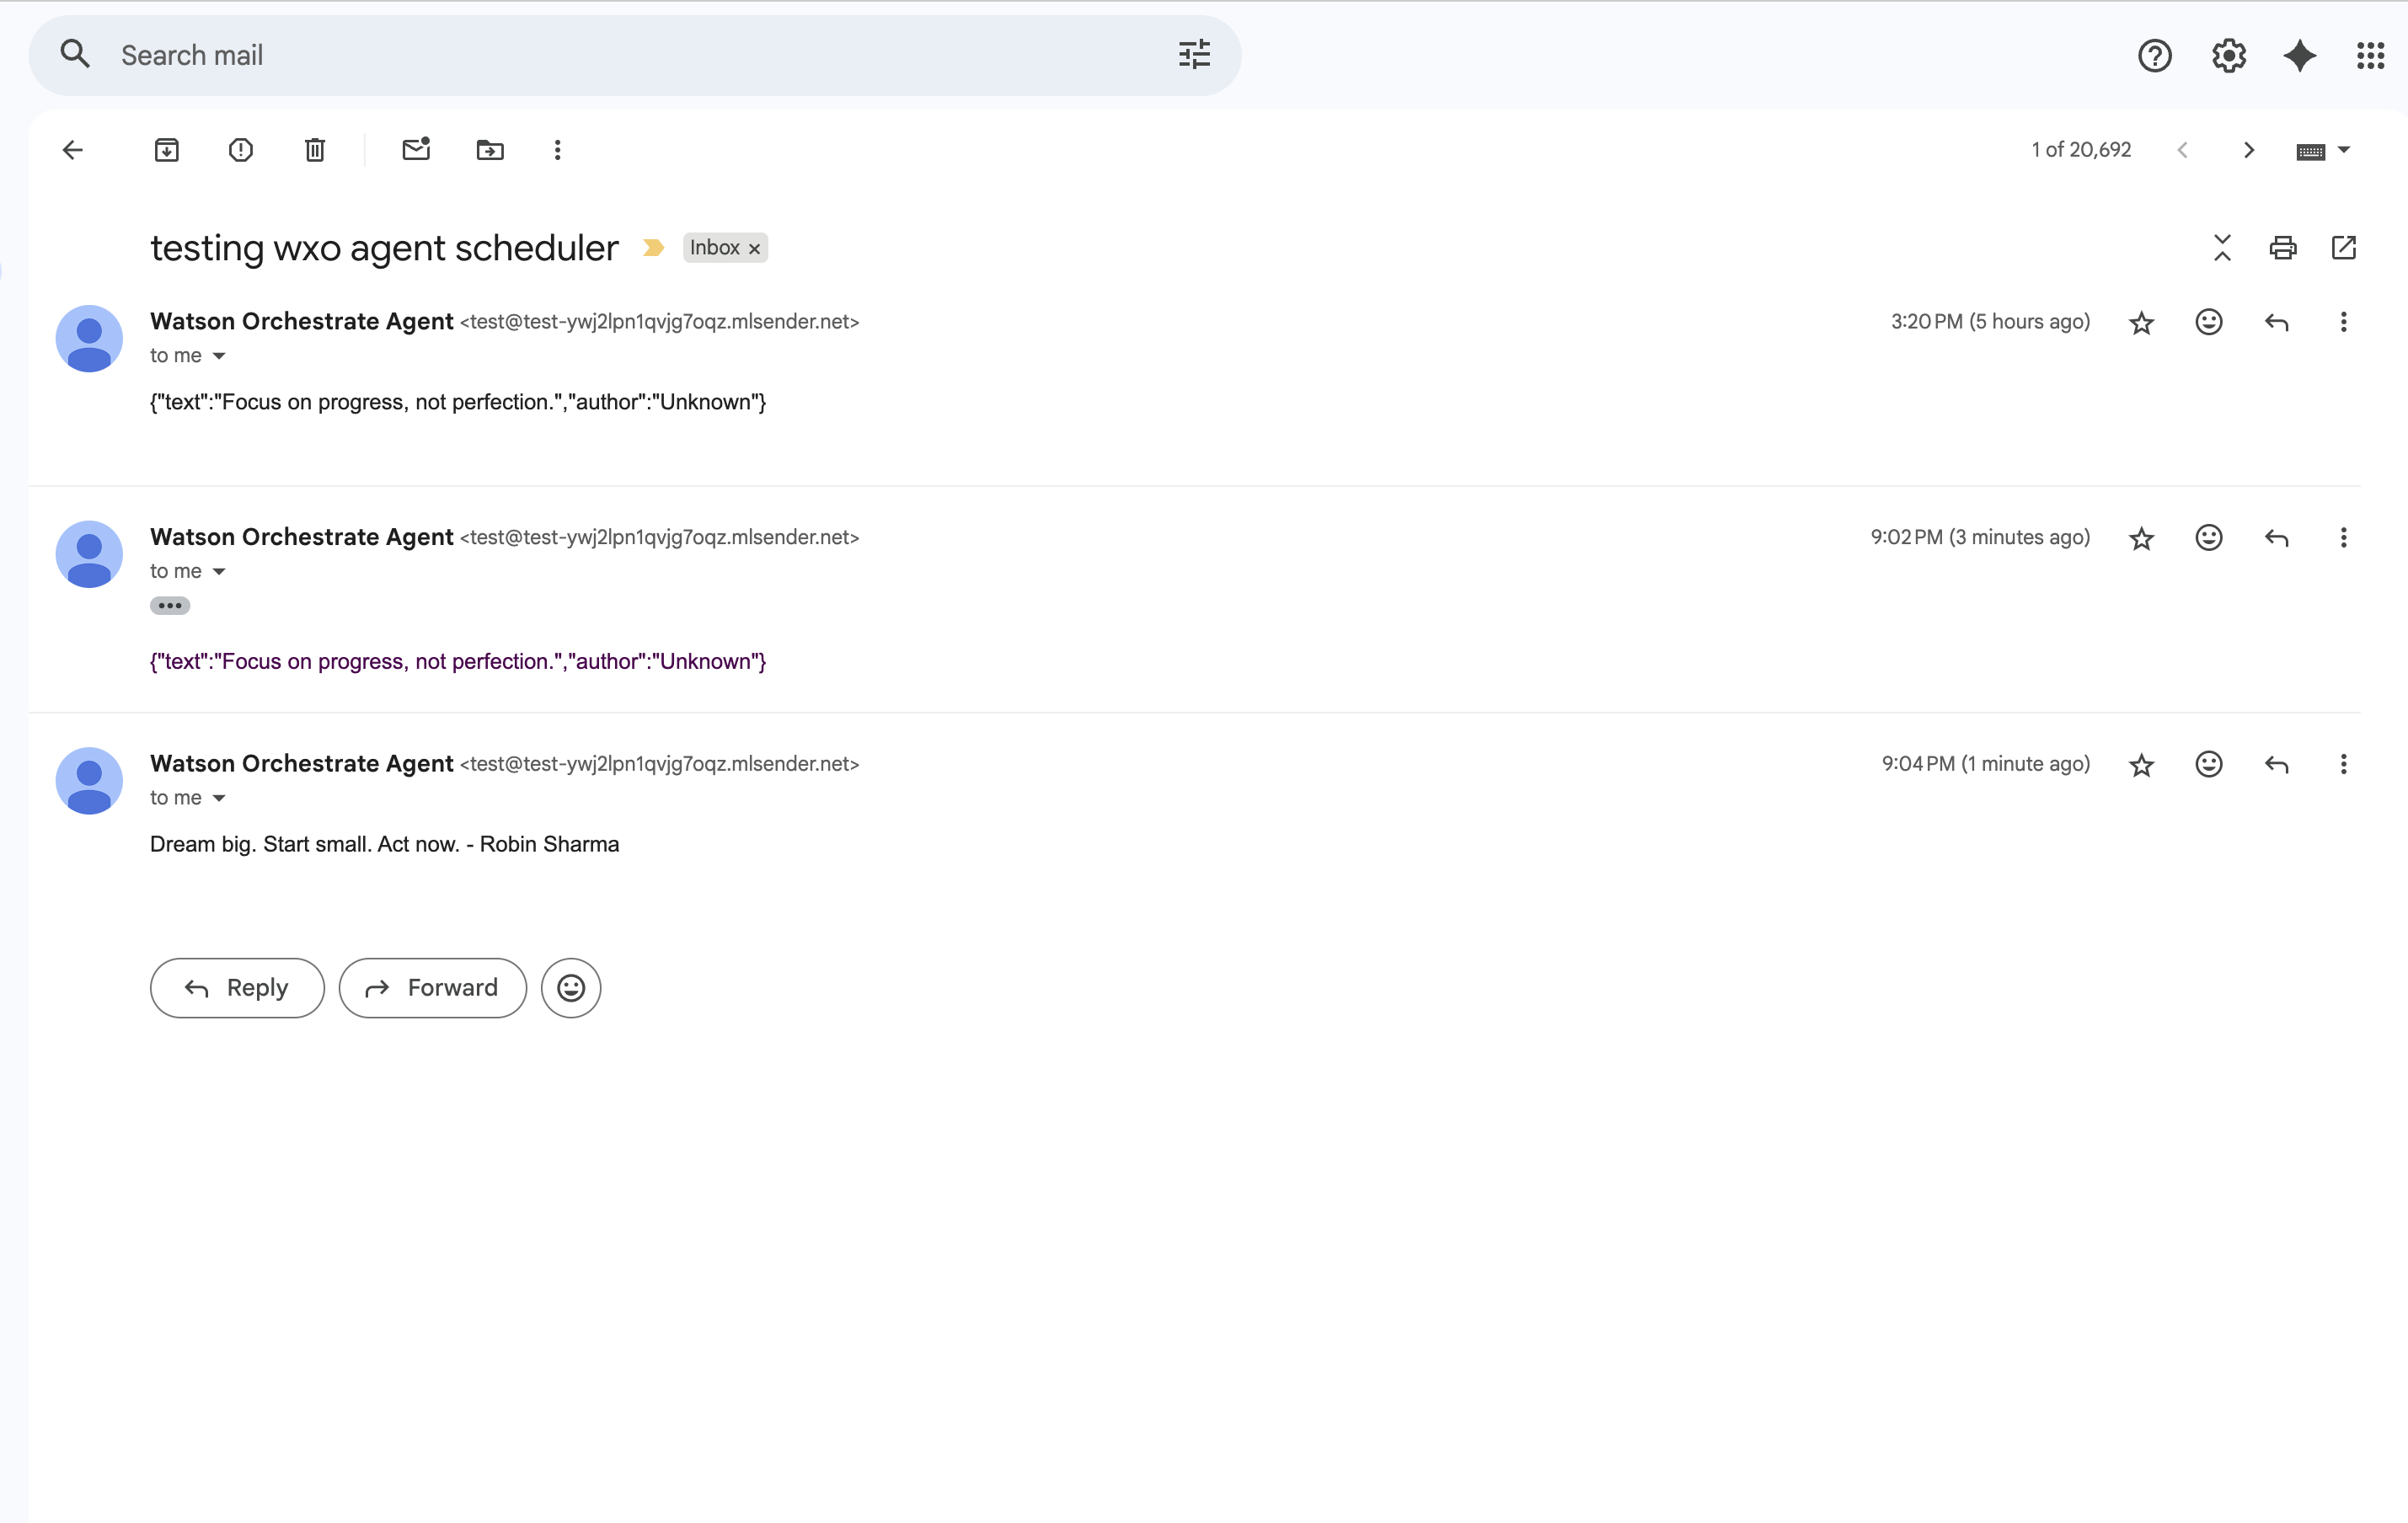 Search mail
1 of 20,692
testing wxo agent scheduler Inbox ×
Watson Orchestrate Agent <test@test-ywj2lpn1qvjg7oqz.mlsender.net> 3:20 PM (5 hours ago)
to me
{"text":"Focus on progress, not perfection.","author":"Unknown"}
Watson Orchestrate Agent <test@test-ywj2lpn1qvjg7oqz.mlsender.net> 9:02 PM (3 minutes ago)
to me
{"text":"Focus on progress, not perfection.","author":"Unknown"}
Watson Orchestrate Agent <test@test-ywj2lpn1qvjg7oqz.mlsender.net> 9:04 PM (1 minute ago)
to me
Dream big. Start small. Act now. - Robin Sharma
Reply Forward